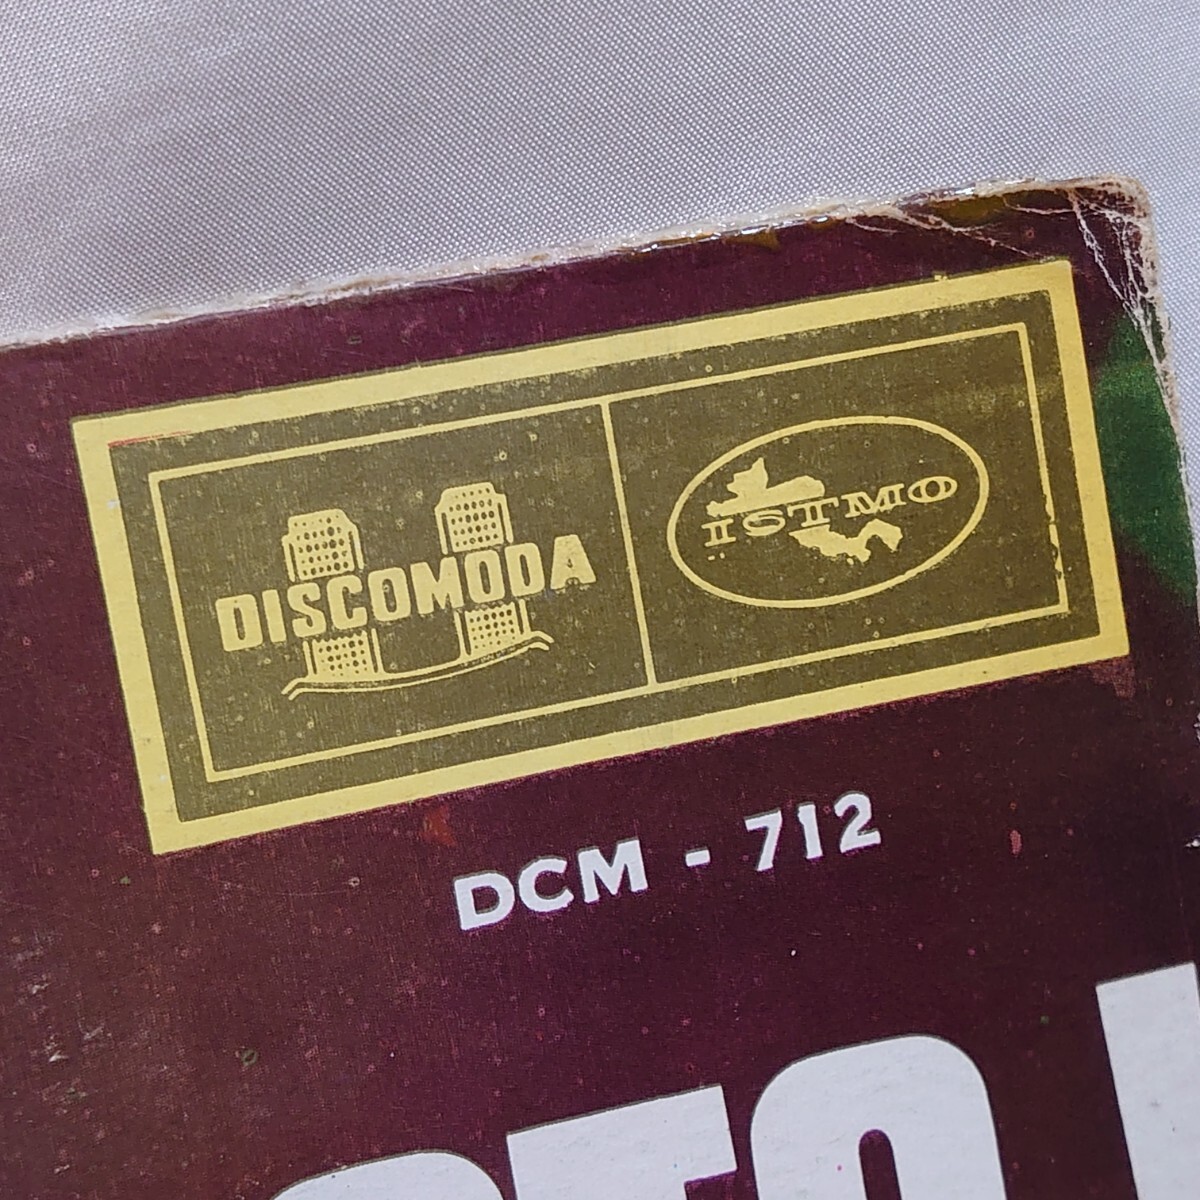 DISCOMODA
ISTMO
DCM - 712